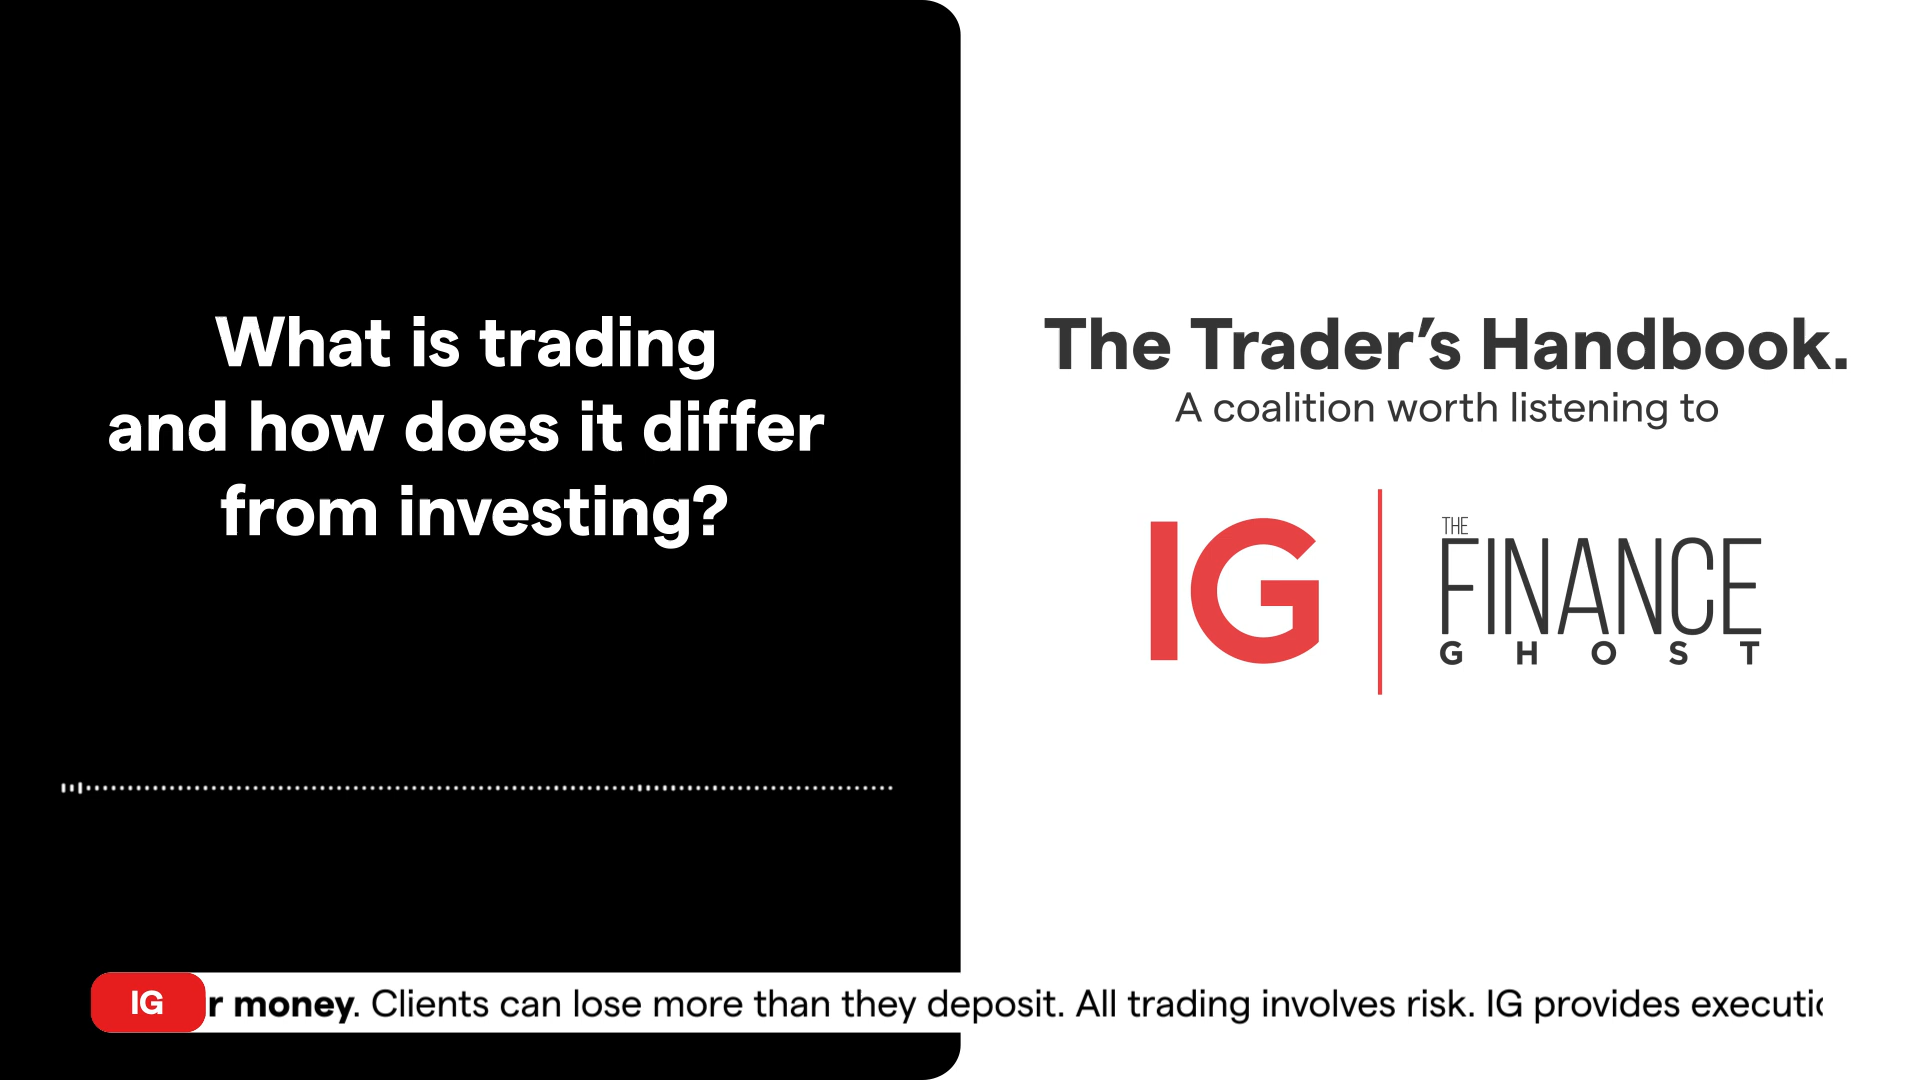 What is trading
and how does it differ
from investing?
The Trader’s Handbook.
A coalition worth listening to
IG
THE
FINANCE
GHOST
IG
r money. Clients can lose more than they deposit. All trading involves risk. IG provides executi